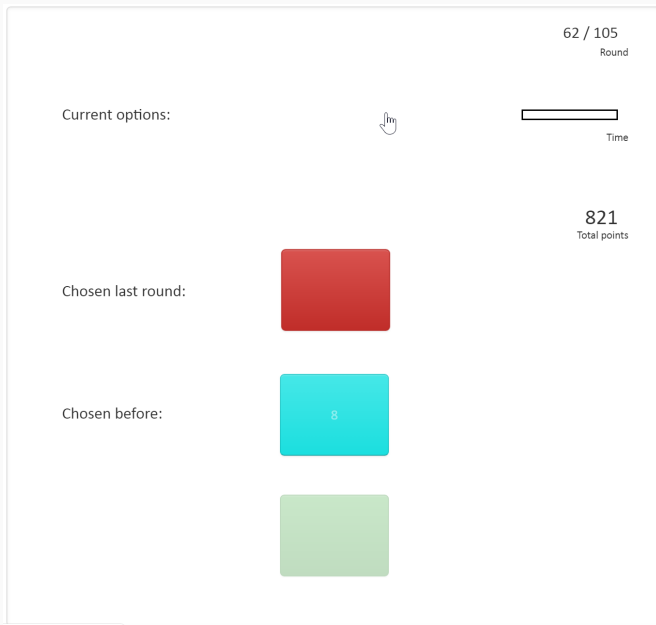 62 / 105
Round
Current options:
Time
821
Total points
Chosen last round:
Chosen before:
8